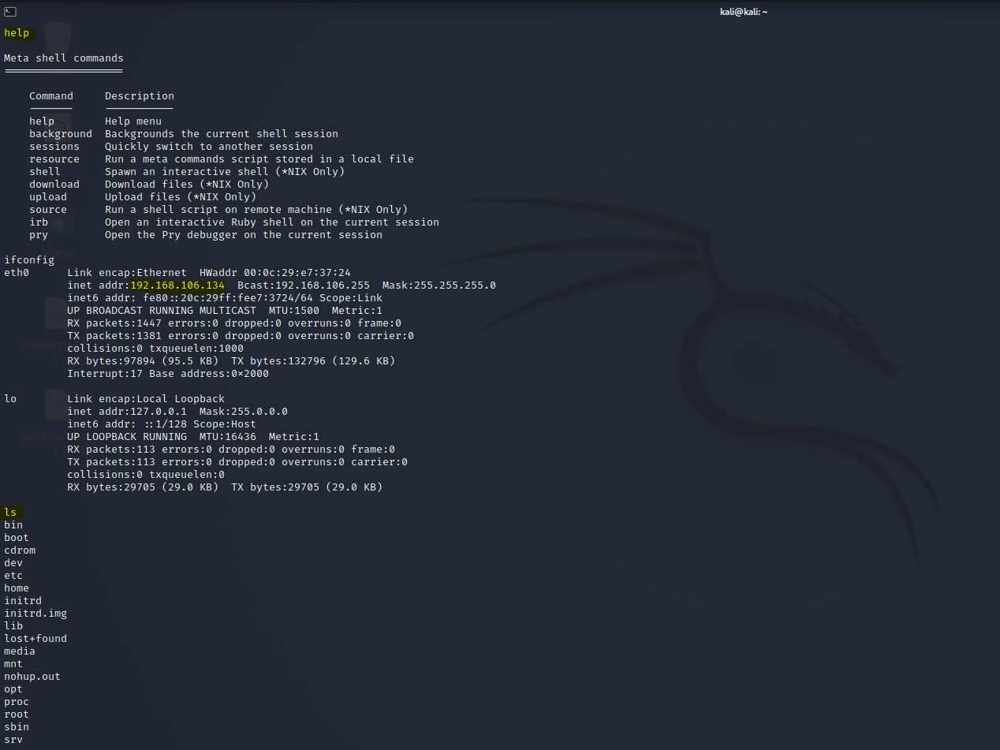 kali@kali: ~
help
Meta shell commands
===================
Command Description
------- -----------
help Help menu
background Backgrounds the current shell session
sessions Quickly switch to another session
resource Run a meta commands script stored in a local file
shell Spawn an interactive shell (*NIX Only)
download Download files (*NIX Only)
upload Upload files (*NIX Only)
source Run a shell script on remote machine (*NIX Only)
irb Open an interactive Ruby shell on the current session
pry Open the Pry debugger on the current session
ifconfig
eth0 Link encap:Ethernet HWaddr 00:0c:29:e7:37:24
inet addr:192.168.106.134 Bcast:192.168.106.255 Mask:255.255.255.0
inet6 addr: fe80::20c:29ff:fee7:3724/64 Scope:Link
UP BROADCAST RUNNING MULTICAST MTU:1500 Metric:1
RX packets:1447 errors:0 dropped:0 overruns:0 frame:0
TX packets:1381 errors:0 dropped:0 overruns:0 carrier:0
collisions:0 txqueuelen:1000
RX bytes:97894 (95.5 KB) TX bytes:132796 (129.6 KB)
Interrupt:17 Base address:0×2000
lo Link encap:Local Loopback
inet addr:127.0.0.1 Mask:255.0.0.0
inet6 addr: ::1/128 Scope:Host
UP LOOPBACK RUNNING MTU:16436 Metric:1
RX packets:113 errors:0 dropped:0 overruns:0 frame:0
TX packets:113 errors:0 dropped:0 overruns:0 carrier:0
collisions:0 txqueuelen:0
RX bytes:29705 (29.0 KB) TX bytes:29705 (29.0 KB)
ls
bin
boot
cdrom
dev
etc
home
initrd
initrd.img
lib
lost+found
media
mnt
nohup.out
opt
proc
root
sbin
srv
Home